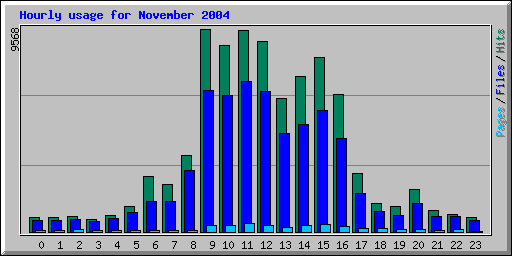 Hourly usage for November 2004
9568
Pages / Files / Hits
0 1 2 3 4 5 6 7 8 9 10 11 12 13 14 15 16 17 18 19 20 21 22 23